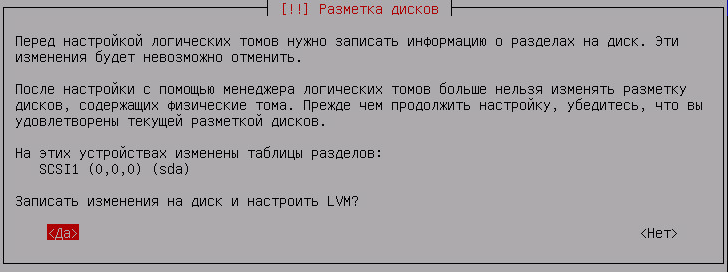 [!!] Разметка дисков
Перед настройкой логических томов нужно записать информацию о разделах на диск. Эти
изменения будет невозможно отменить.
После настройки с помощью менеджера логических томов больше нельзя изменять разметку
дисков, содержащих физические тома. Прежде чем продолжить настройку, убедитесь, что вы
удовлетворены текущей разметкой дисков.
На этих устройствах изменены таблицы разделов:
SCSI1 (0,0,0) (sda)
Записать изменения на диск и настроить LVM?
<Да> <Нет>